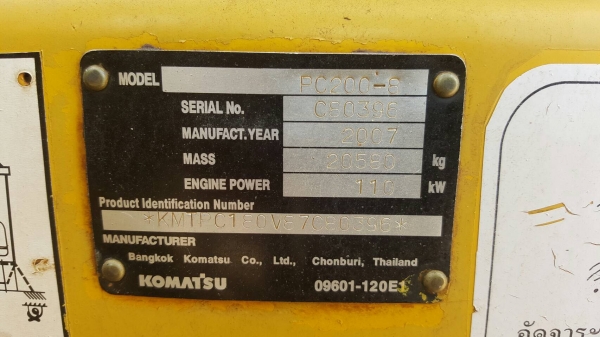 MODEL PC200-8
SERIAL No. C50396
MANUFACT.YEAR 2007
MASS kg
ENGINE POWER 110 kW
Product Identification Number
MANUFACTURER
Bangkok Komatsu Co., Ltd., Chonburi, Thailand
KOMATSU 09601-120E1